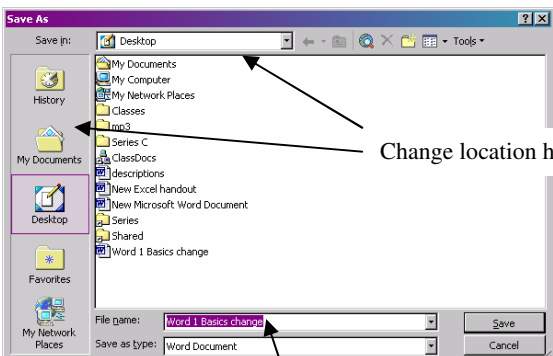 Save As
Save in:
Desktop
Tools
History
My Documents
Desktop
Favorites
My Network
Places
My Documents
My Computer
My Network Places
Classes
mp3
Series C
ClassDocs
descriptions
New Excel handout
New Microsoft Word Document
Series
Shared
Word 1 Basics change
Change location h
File name:
Word 1 Basics change
Save
Save as type:
Word Document
Cancel